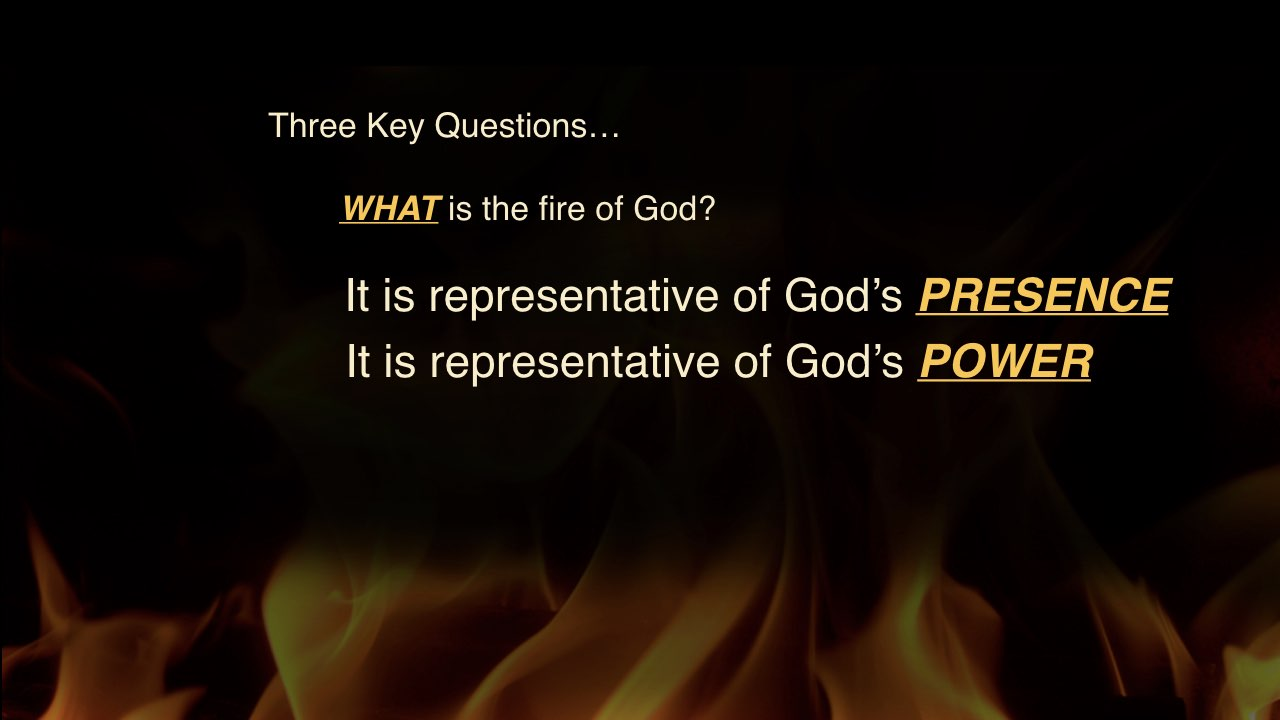 Three Key Questions…
WHAT is the fire of God?
It is representative of God’s PRESENCE
It is representative of God’s POWER